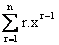 n
∑ r.x^{r−1}
r=1